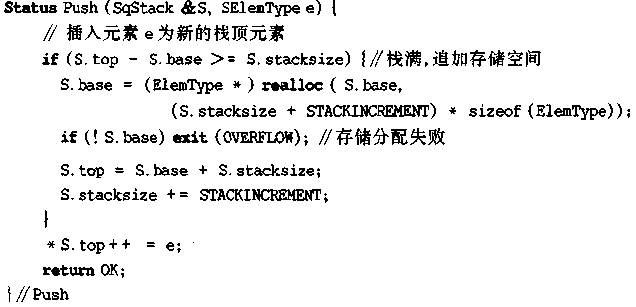 Status Push (SqStack &S, SElemType e) {
// 插入元素 e 为新的栈顶元素
if (S.top - S.base >= S.stacksize) {//栈满,追加存储空间
S.base = (ElemType *) realloc ( S.base,
(S.stacksize + STACKINCREMENT) * sizeof (ElemType));
if (! S.base) exit (OVERFLOW); //存储分配失败
S.top = S.base + S.stacksize;
S.stacksize += STACKINCREMENT;
}
*S.top++ = e;
return OK;
}//Push